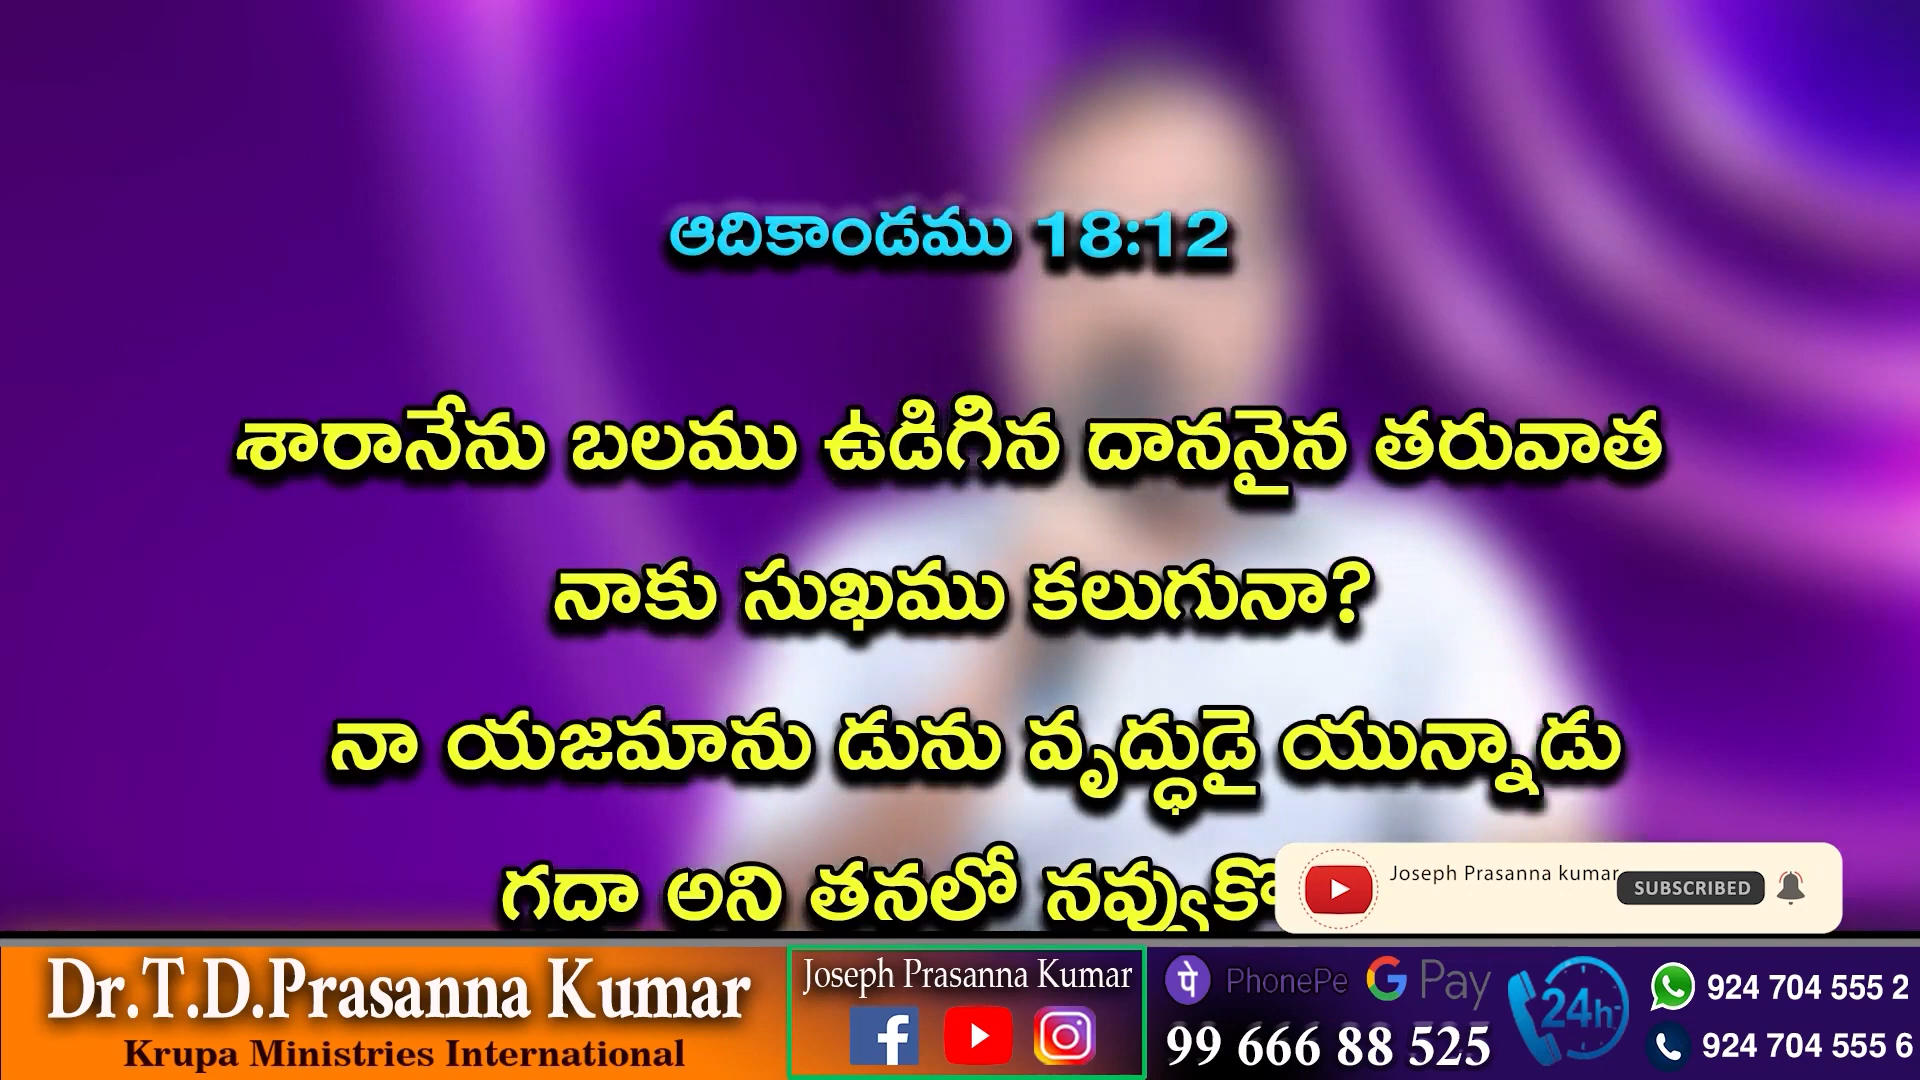 ఆదికాండము 18:12
శారానేను బలము ఉడిగిన దాననైన తరువాత
నాకు సుఖము కలుగునా?
నా యజమాను డును వృద్ధుడై యున్నాడు
గదా అని తనలో
Joseph Prasanna kumar
SUBSCRIBED
Dr.T.D.Prasanna Kumar
Krupa Ministries International
Joseph Prasanna Kumar
PhonePe G Pay
99 666 88 525
24h
924 704 555 2
924 704 555 6